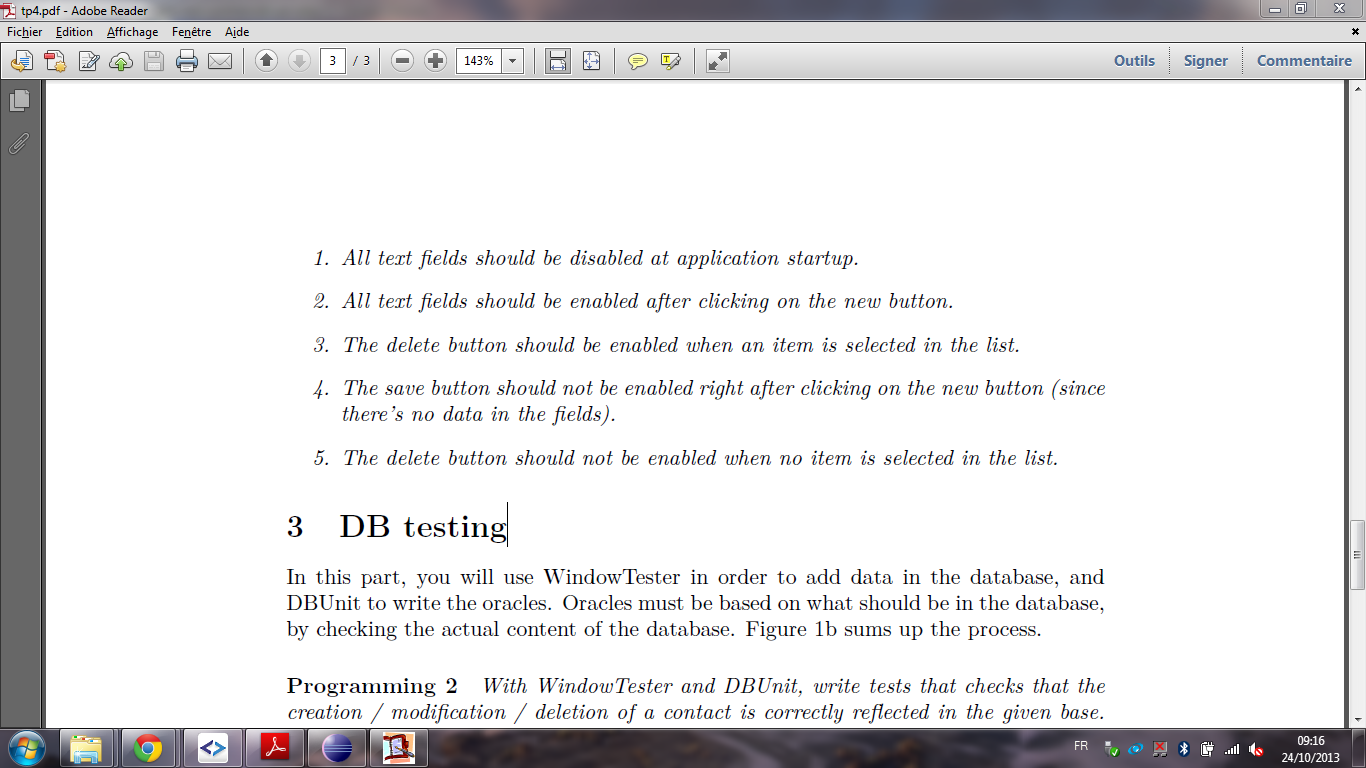 tp4.pdf - Adobe Reader
Fichier Edition Affichage Fenêtre Aide
3 / 3 143% Outils Signer Commentaire
1. All text fields should be disabled at application startup.
2. All text fields should be enabled after clicking on the new button.
3. The delete button should be enabled when an item is selected in the list.
4. The save button should not be enabled right after clicking on the new button (since
there's no data in the fields).
5. The delete button should not be enabled when no item is selected in the list.
3 DB testing
In this part, you will use WindowTester in order to add data in the database, and
DBUnit to write the oracles. Oracles must be based on what should be in the database,
by checking the actual content of the database. Figure 1b sums up the process.
Programming 2 With WindowTester and DBUnit, write tests that checks that the
creation / modification / deletion of a contact is correctly reflected in the given base.
FR 09:16
24/10/2013